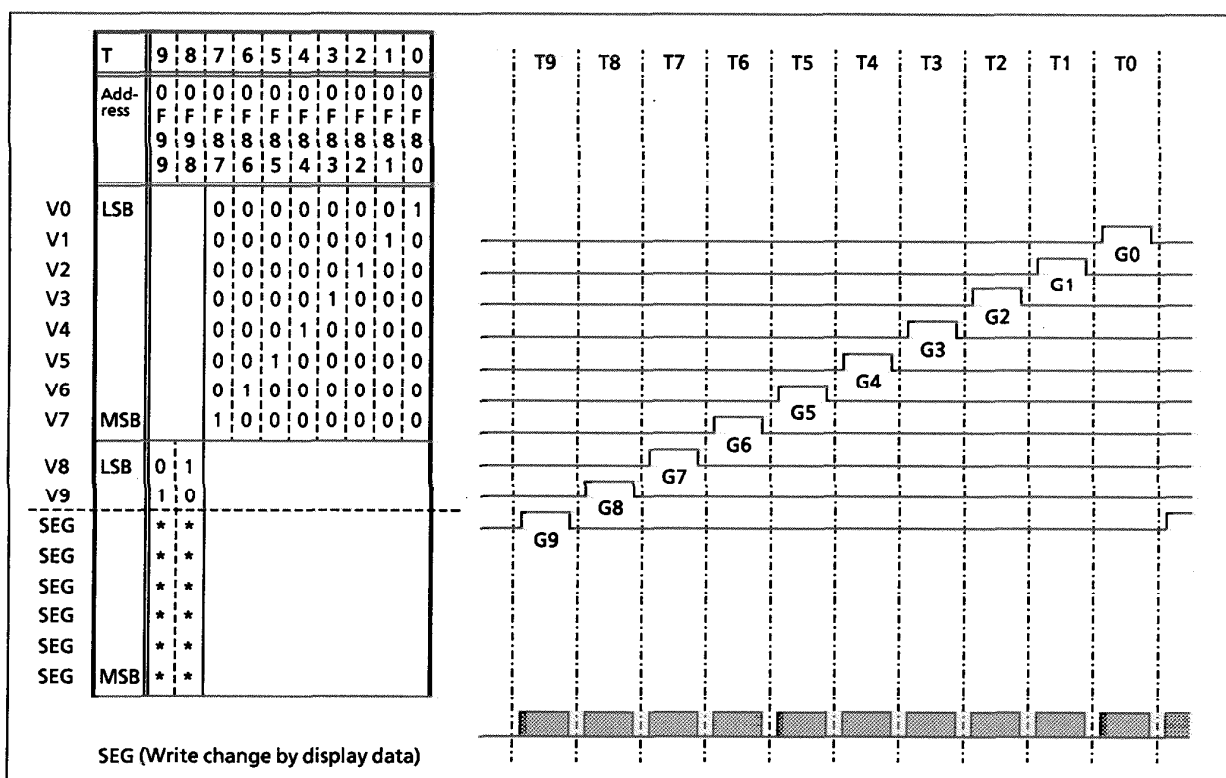 T 9 8 7 6 5 4 3 2 1 0
Add- 0 0 0 0 0 0 0 0 0 0
ress F F F F F F F F F F
9 9 8 8 8 8 8 8 8 8
9 8 7 6 5 4 3 2 1 0
V0 LSB 0 0 0 0 0 0 0 1
V1 0 0 0 0 0 0 1 0
V2 0 0 0 0 0 1 0 0
V3 0 0 0 0 1 0 0 0
V4 0 0 0 1 0 0 0 0
V5 0 0 1 0 0 0 0 0
V6 0 1 0 0 0 0 0 0
V7 MSB 1 0 0 0 0 0 0 0
V8 LSB 0 1
V9 1 0
SEG * *
SEG * *
SEG * *
SEG * *
SEG * *
SEG MSB * *
SEG (Write change by display data)
T9 T8 T7 T6 T5 T4 T3 T2 T1 T0
G0
G1
G2
G3
G4
G5
G6
G7
G8
G9